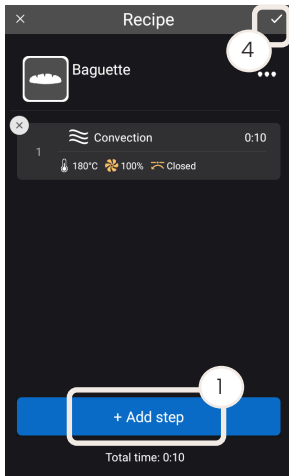 Recipe
4
Baguette
1
Convection 0:10
180°C 100% Closed
1
+ Add step
Total time: 0:10